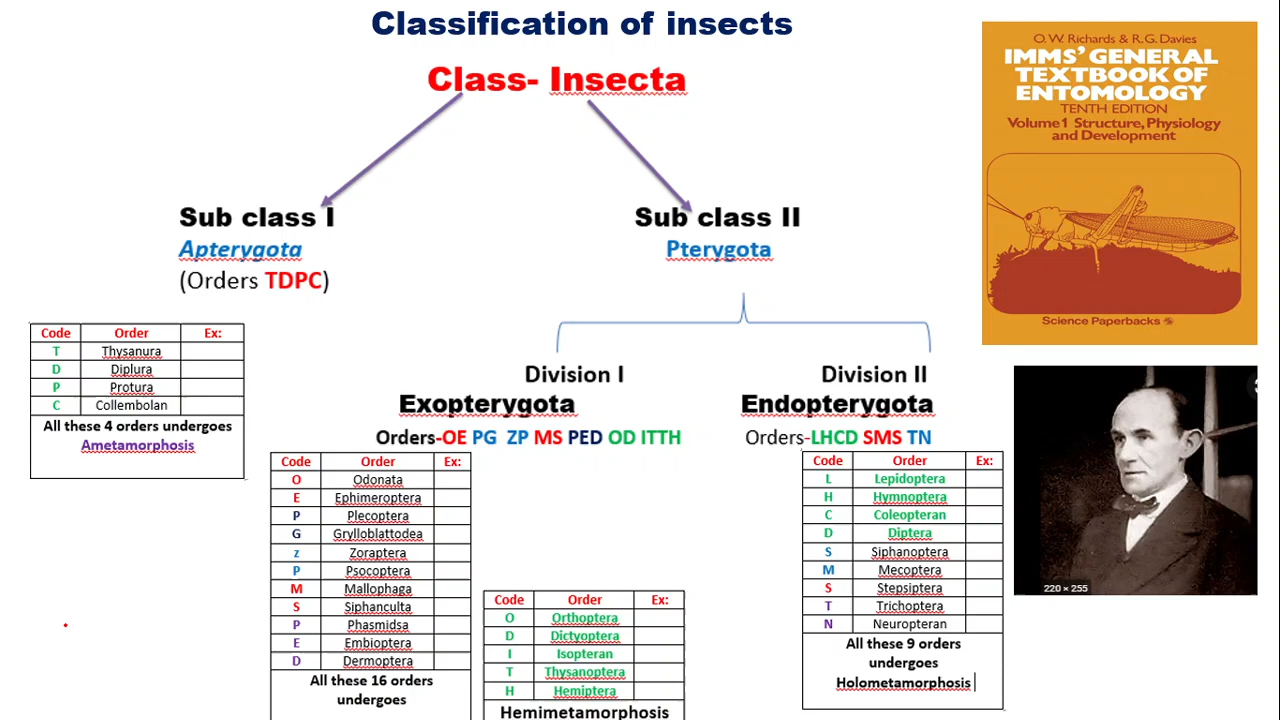 Classification of insects
Class- Insecta
Sub class I
Apterygota
(Orders TDPC)
Sub class II
Pterygota
Code Order Ex:
T Thysanura
D Diplura
P Protura
C Collembolan
All these 4 orders undergoes
Ametamorphosis
Division I
Exopterygota
Orders-OE PG ZP MS PED OD ITTH
Code Order Ex:
O Odonata
E Ephimeroptera
P Plecoptera
G Grylloblattodea
z Zoraptera
P Psocoptera
M Mallophaga
S Siphanculta
P Phasmidsa
E Embioptera
D Dermoptera
All these 16 orders
undergoes
Code Order Ex:
O Orthoptera
D Dictyoptera
I Isopteran
T Thysanoptera
H Hemiptera
Hemimetamorphosis
Division II
Endopterygota
Orders-LHCD SMS TN
Code Order Ex:
L Lepidoptera
H Hymnoptera
C Coleopteran
D Diptera
S Siphanoptera
M Mecoptera
S Stepsiptera
T Trichoptera
N Neuropteran
All these 9 orders
undergoes
Holometamorphosis
O. W. Richards & R.G. Davies
IMMS' GENERAL
TEXTBOOK OF
ENTOMOLOGY
TENTH EDITION
Volume 1 Structure, Physiology
and Development
Science Paperbacks
220 × 255